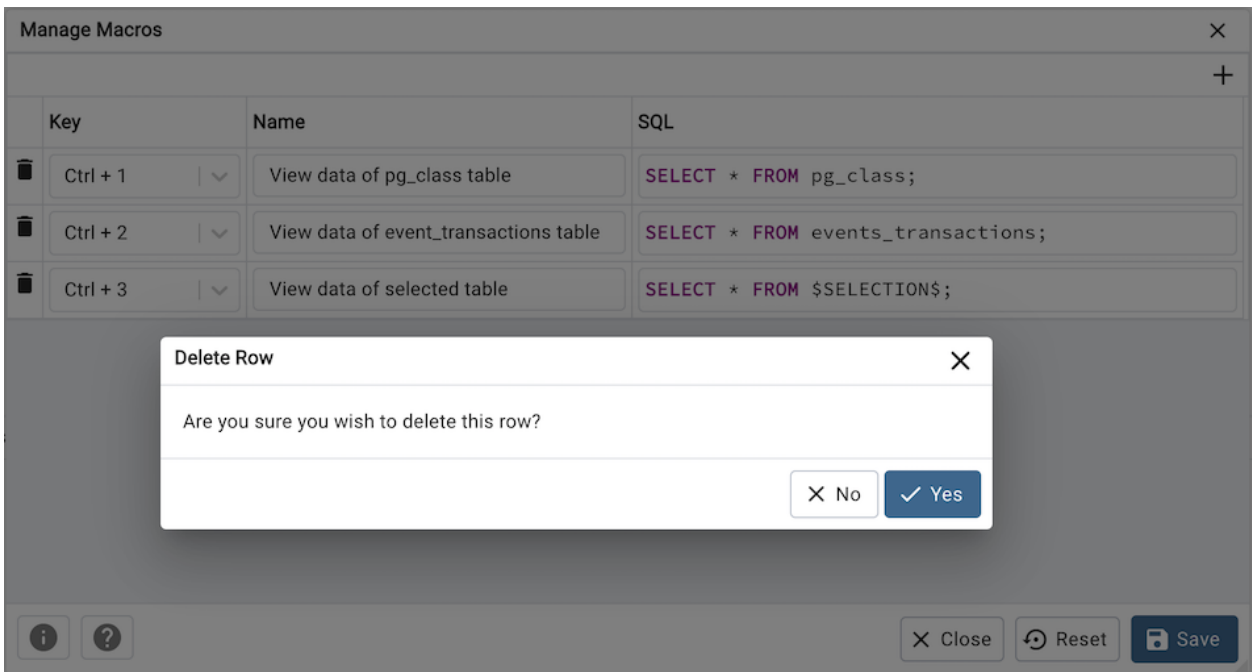 Manage Macros
Key Name SQL
Ctrl + 1 View data of pg_class table SELECT * FROM pg_class;
Ctrl + 2 View data of event_transactions table SELECT * FROM events_transactions;
Ctrl + 3 View data of selected table SELECT * FROM $SELECTION$;
Delete Row
Are you sure you wish to delete this row?
No Yes
Close Reset Save